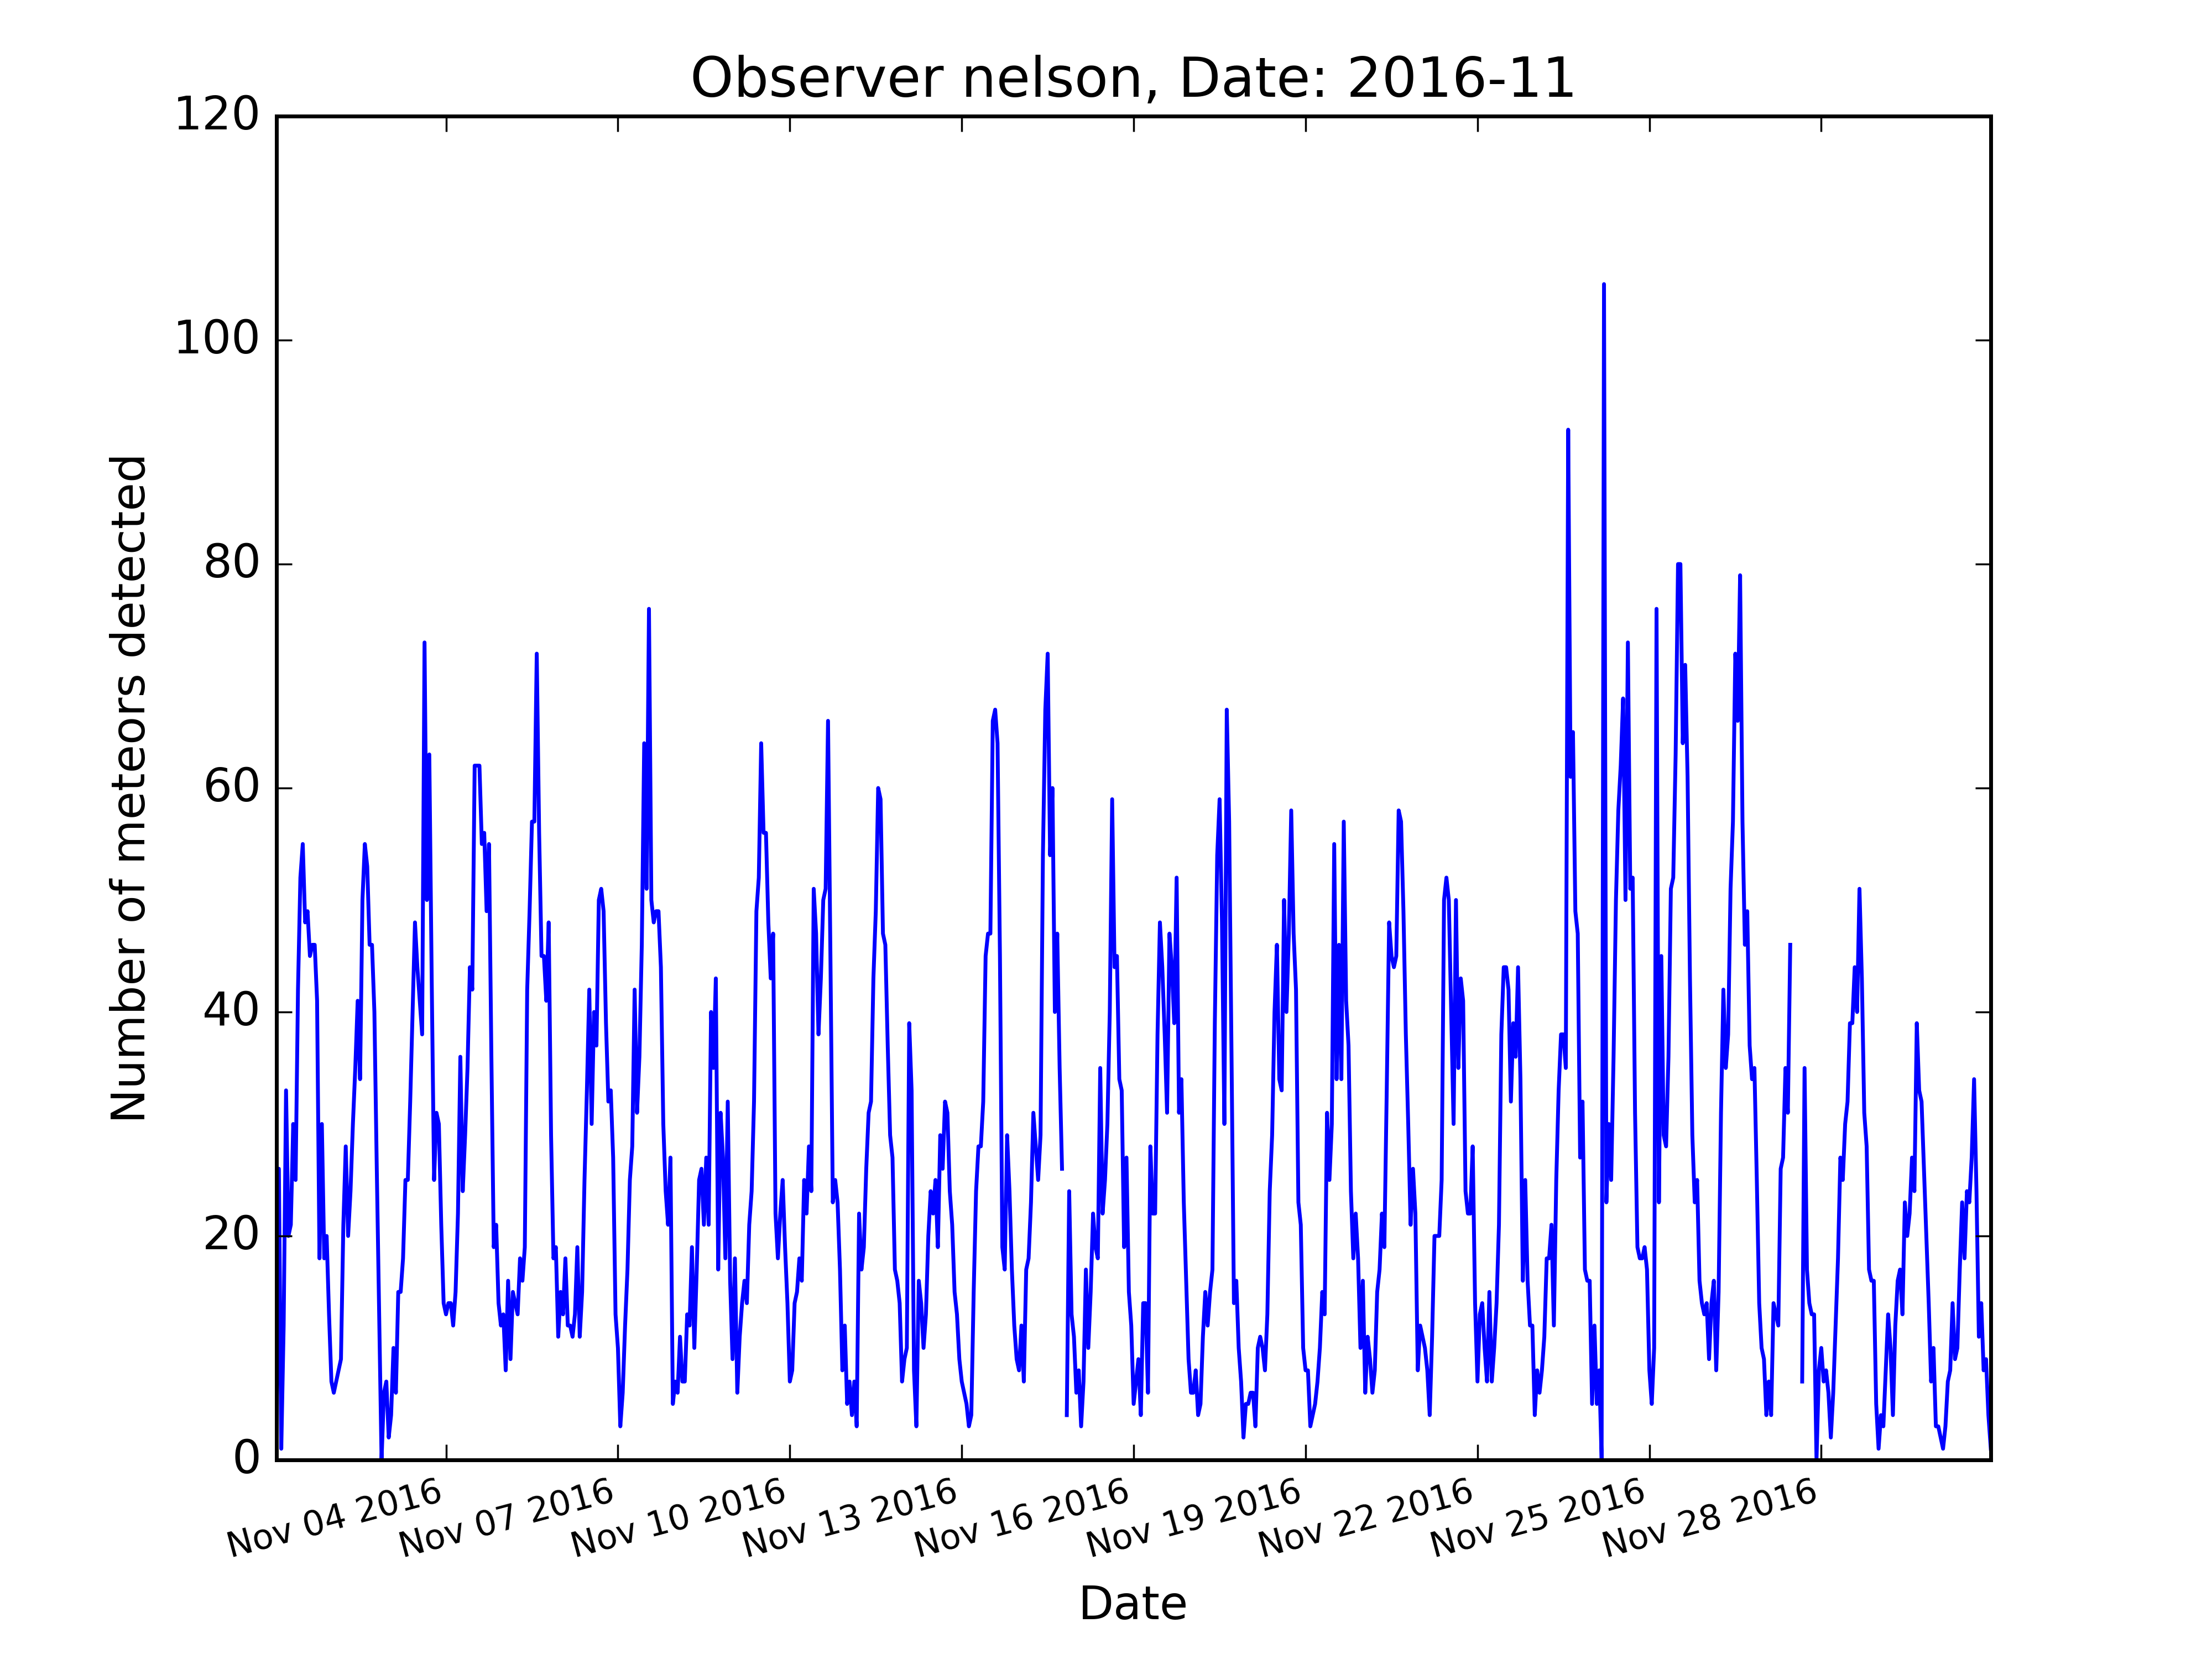 Observer nelson, Date: 2016-11
120
100
80
60
40
20
0
Number of meteors detected
Nov 04 2016
Nov 07 2016
Nov 10 2016
Nov 13 2016
Nov 16 2016
Nov 19 2016
Nov 22 2016
Nov 25 2016
Nov 28 2016
Date